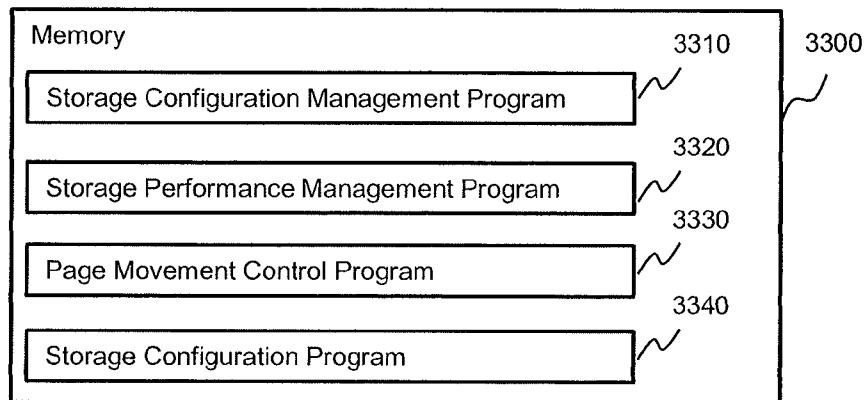 Memory
3310
3300
Storage Configuration Management Program
3320
Storage Performance Management Program
3330
Page Movement Control Program
3340
Storage Configuration Program